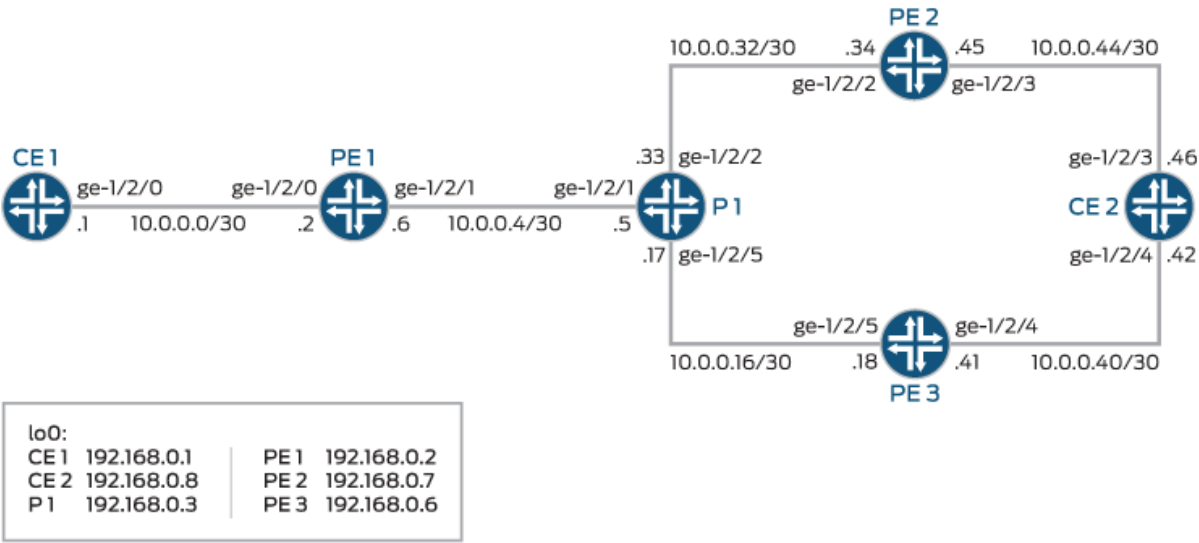 PE 2
10.0.0.32/30 .34 .45 10.0.0.44/30
ge-1/2/2 ge-1/2/3
CE 1 PE 1 .33 ge-1/2/2 ge-1/2/3 .46
ge-1/2/0 ge-1/2/0 ge-1/2/1 ge-1/2/1 P 1 CE 2
.1 10.0.0.0/30 .2 .6 10.0.0.4/30 .5
.17 ge-1/2/5 ge-1/2/4 .42
ge-1/2/5 ge-1/2/4
10.0.0.16/30 .18 .41 10.0.0.40/30
PE 3
lo0:
CE 1 192.168.0.1 PE 1 192.168.0.2
CE 2 192.168.0.8 PE 2 192.168.0.7
P 1 192.168.0.3 PE 3 192.168.0.6